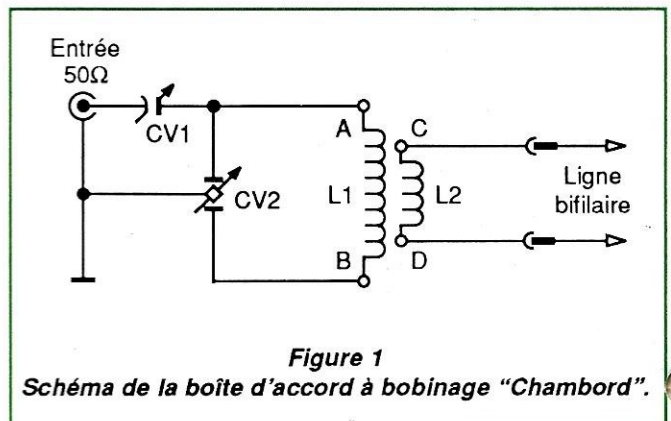 Entrée
50Ω
CV1
A
C
CV2
L1
L2
Ligne
bifilaire
B
D
Figure 1
Schéma de la boîte d'accord à bobinage “Chambord”.